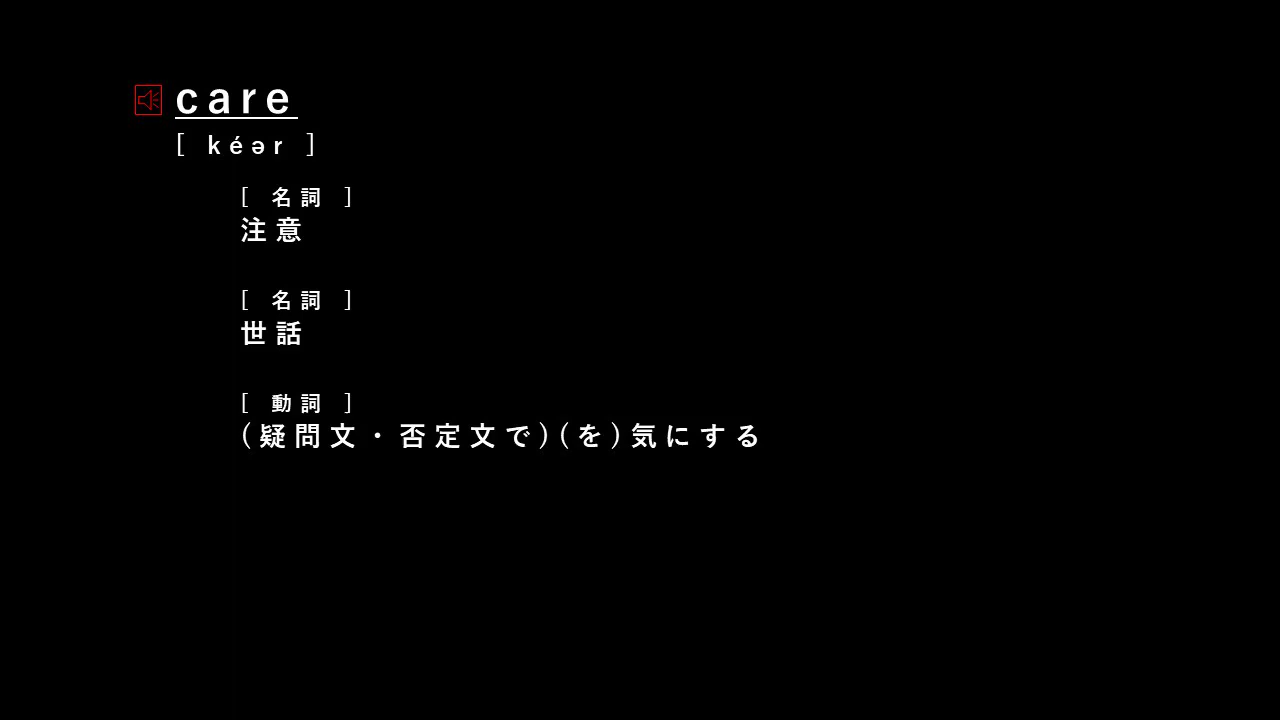 care
[ kéər ]
[ 名詞 ]
注意
[ 名詞 ]
世話
[ 動詞 ]
(疑問文・否定文で)(を)気にする